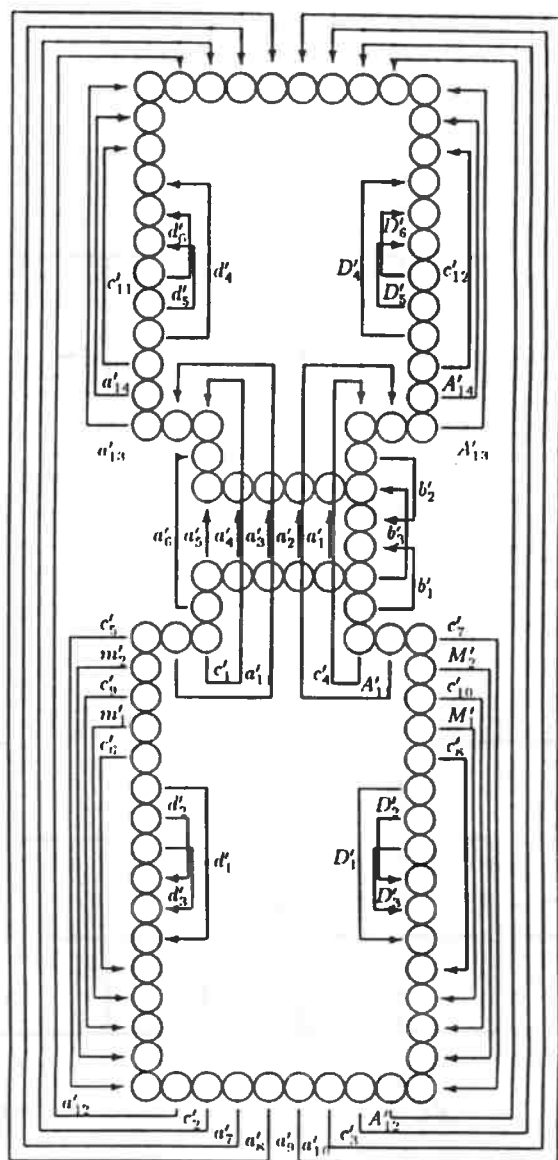 d′6 D′6
c′11 d′5 d′4 D′4 D′5 c′12
a′14 A′14
a′13 A′13
b′2
a′6 a′5 a′4 a′3 a′2 a′1 b′3
b′1
c′5 c′1 a′11 c′4 A′11 c′7
m′2 M′2
c′9 c′10
m′1 M′1
c′6 c′8
d′2 D′2
d′1 D′1
d′3 D′3
a′12 c′2 a′7 a′8 a′9 a′10 c′3 A′12